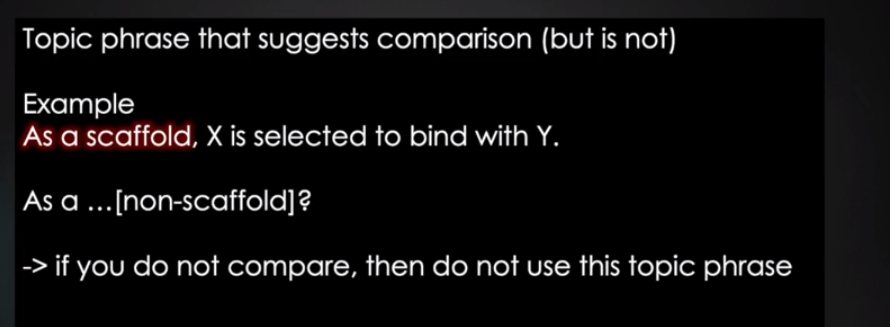 Topic phrase that suggests comparison (but is not)
Example
As a scaffold, X is selected to bind with Y.
As a ...[non-scaffold]?
-> if you do not compare, then do not use this topic phrase